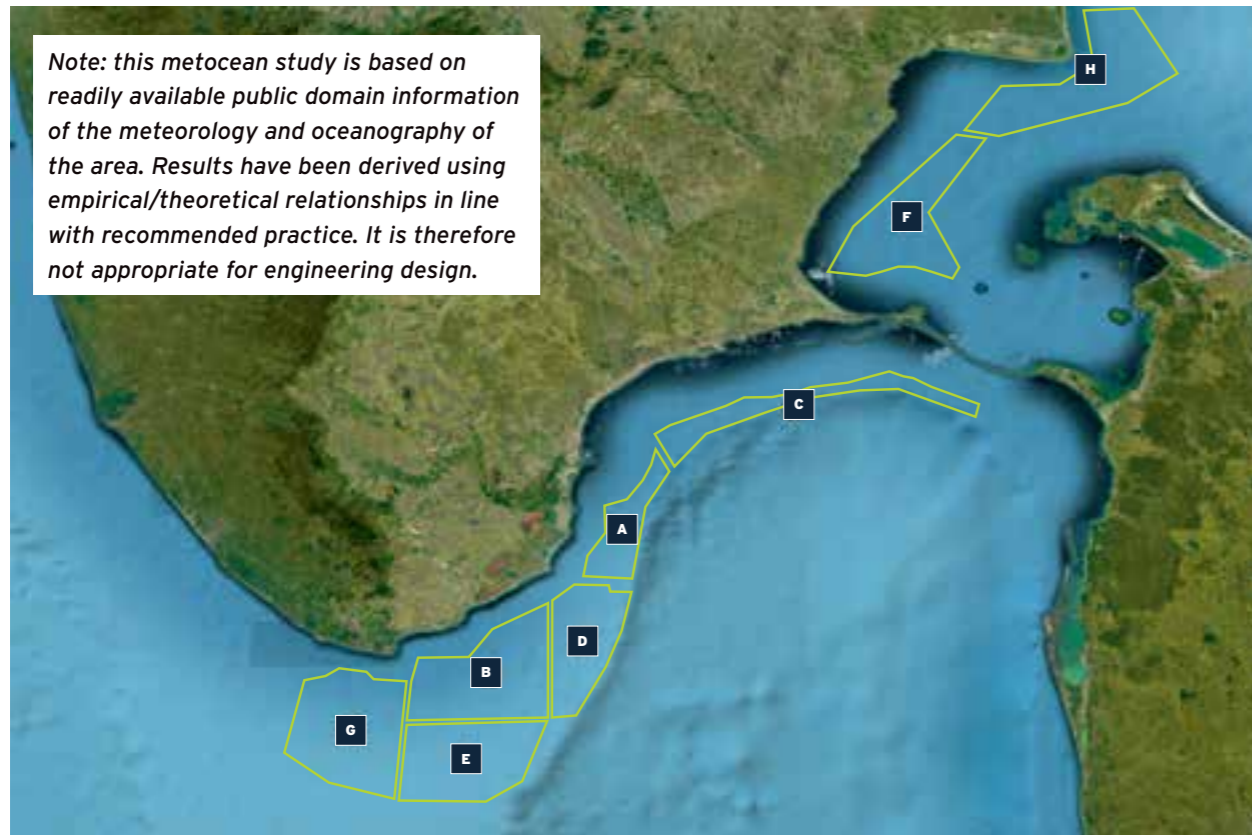 Note: this metocean study is based on
readily available public domain information
of the meteorology and oceanography of
the area. Results have been derived using
empirical/theoretical relationships in line
with recommended practice. It is therefore
not appropriate for engineering design.
H
F
C
A
D
B
G
E